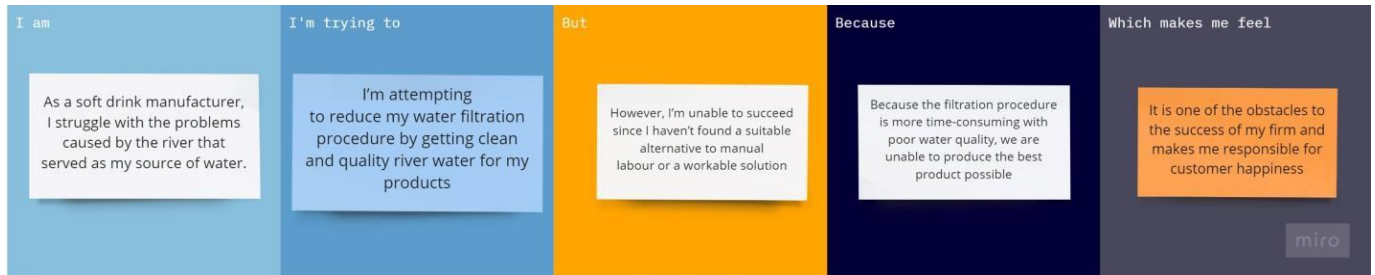 I am
As a soft drink manufacturer,
I struggle with the problems
caused by the river that
served as my source of water.
I'm trying to
I’m attempting
to reduce my water filtration
procedure by getting clean
and quality river water for my
products
But
However, I’m unable to succeed
since I haven’t found a suitable
alternative to manual
labour or a workable solution
Because
Because the filtration procedure
is more time-consuming with
poor water quality, we are
unable to produce the best
product possible
Which makes me feel
It is one of the obstacles to
the success of my firm and
makes me responsible for
customer happiness
miro